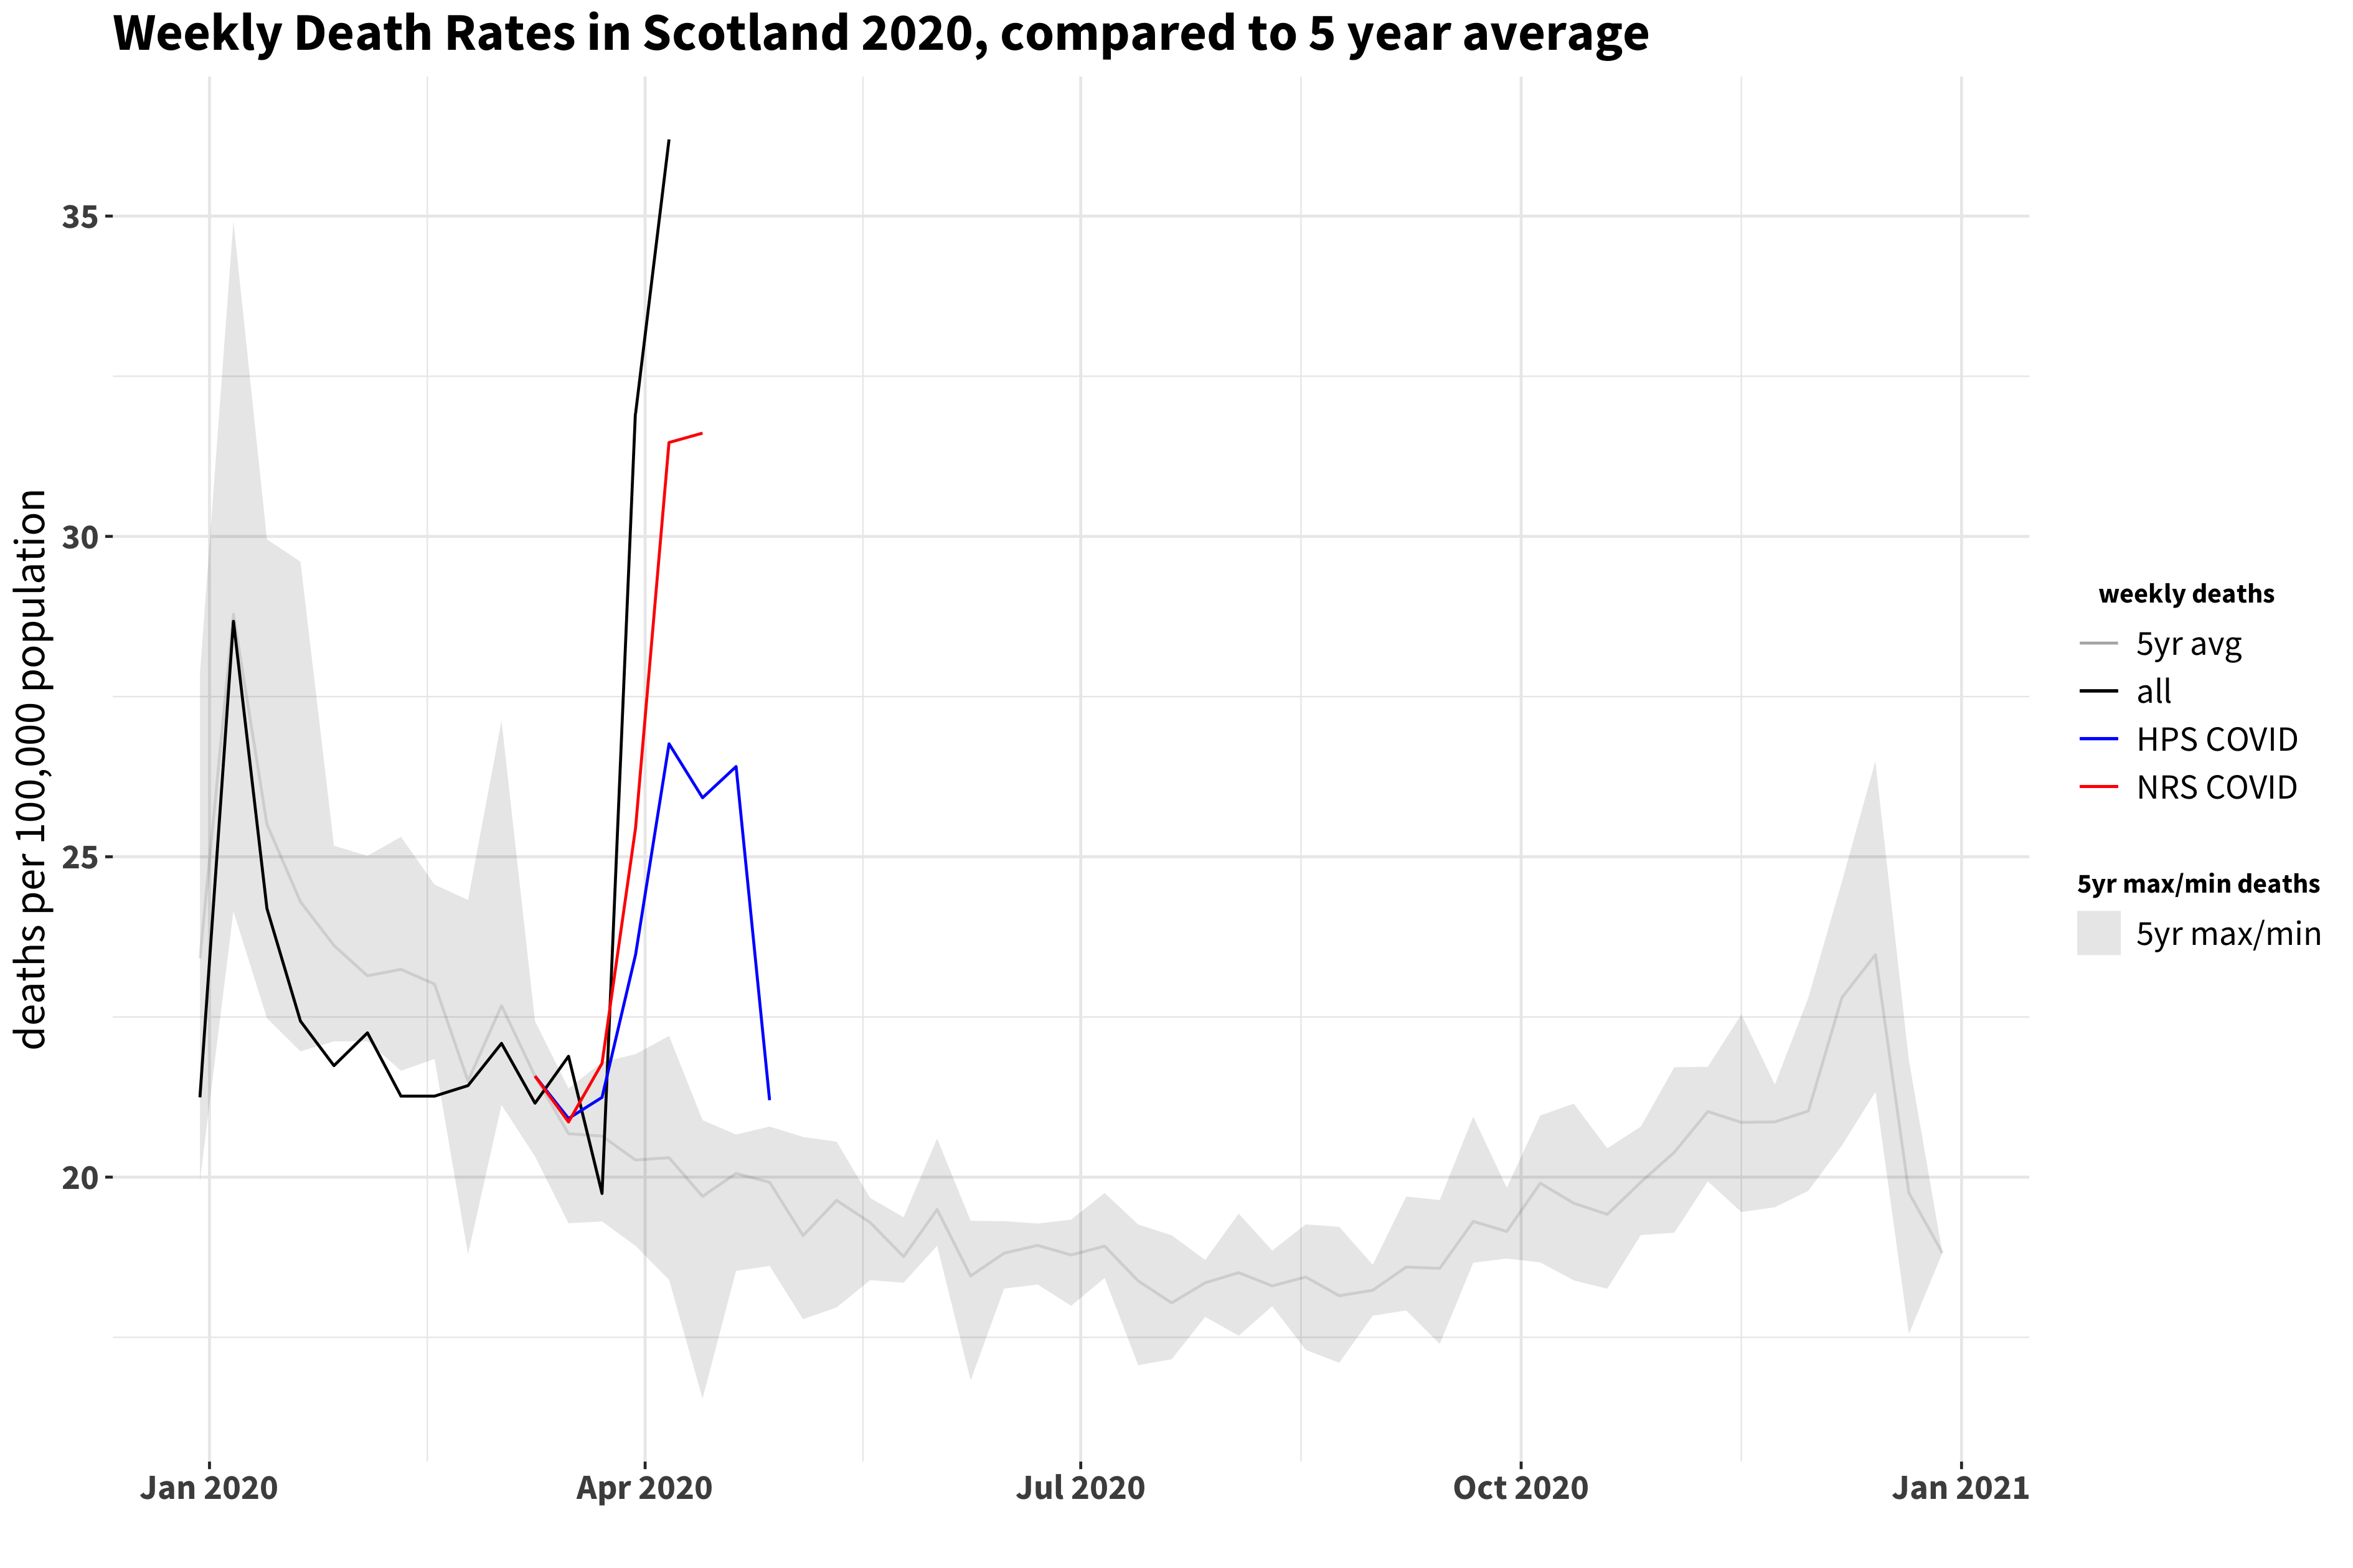 Weekly Death Rates in Scotland 2020, compared to 5 year average
deaths per 100,000 population
35
30
25
20
Jan 2020
Apr 2020
Jul 2020
Oct 2020
Jan 2021
weekly deaths
5yr avg
all
HPS COVID
NRS COVID
5yr max/min deaths
5yr max/min